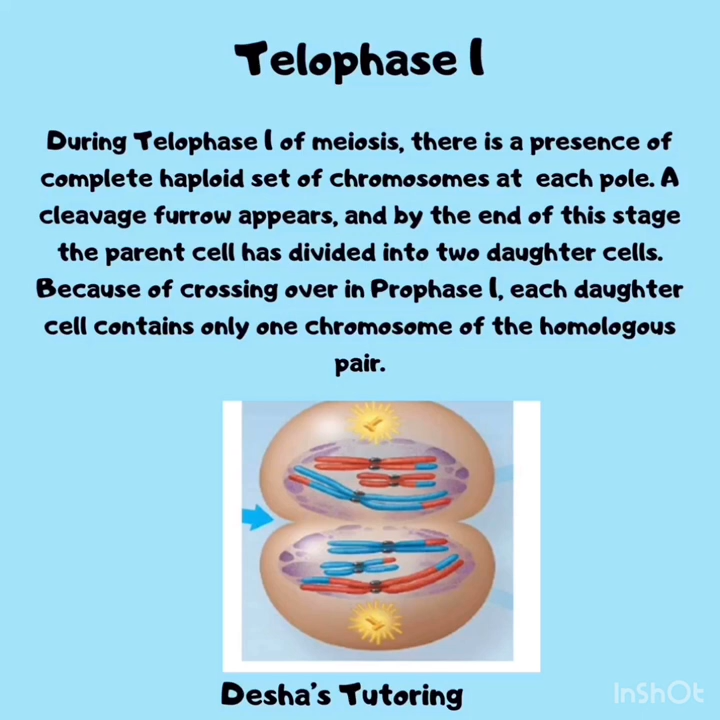 Telophase I
During Telophase I of meiosis, there is a presence of
complete haploid set of chromosomes at each pole. A
cleavage furrow appears, and by the end of this stage
the parent cell has divided into two daughter cells.
Because of crossing over in Prophase I, each daughter
cell contains only one chromosome of the homologous
pair.
Desha's Tutoring
InShOt